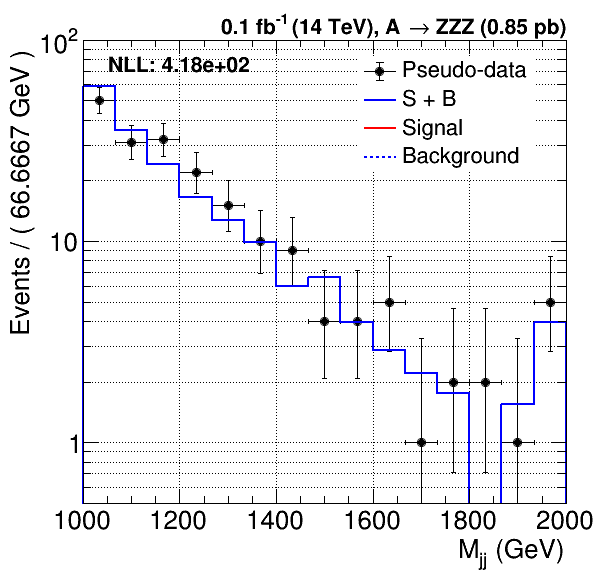 0.1 fb⁻¹ (14 TeV), A → ZZZ (0.85 pb)
NLL: 4.18e+02
Pseudo-data
S + B
Signal
Background
Events / ( 66.6667 GeV )
10²
10
1
1000 1200 1400 1600 1800 2000
M_jj (GeV)